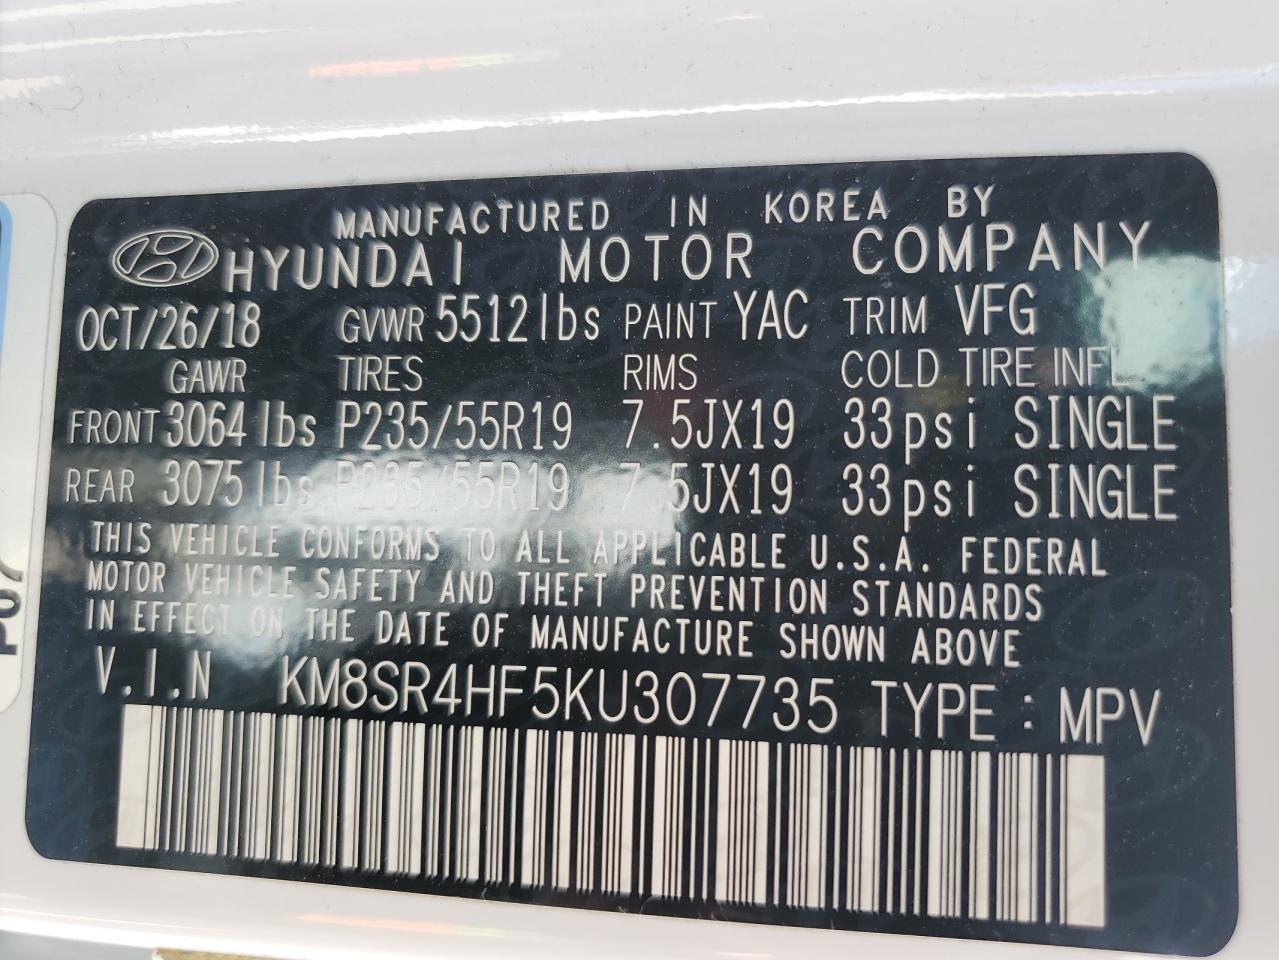 MANUFACTURED IN KOREA BY
HYUNDAI MOTOR COMPANY
OCT/26/18 GVWR 5512lbs PAINT YAC TRIM VFG
GAWR TIRES RIMS COLD TIRE INFL
FRONT 3064lbs P235/55R19 7.5JX19 33psi SINGLE
REAR 3075lbs P235/55R19 7.5JX19 33psi SINGLE
THIS VEHICLE CONFORMS TO ALL APPLICABLE U.S.A. FEDERAL
MOTOR VEHICLE SAFETY AND THEFT PREVENTION STANDARDS
IN EFFECT ON THE DATE OF MANUFACTURE SHOWN ABOVE
V.I.N KM8SR4HF5KU307735 TYPE : MPV